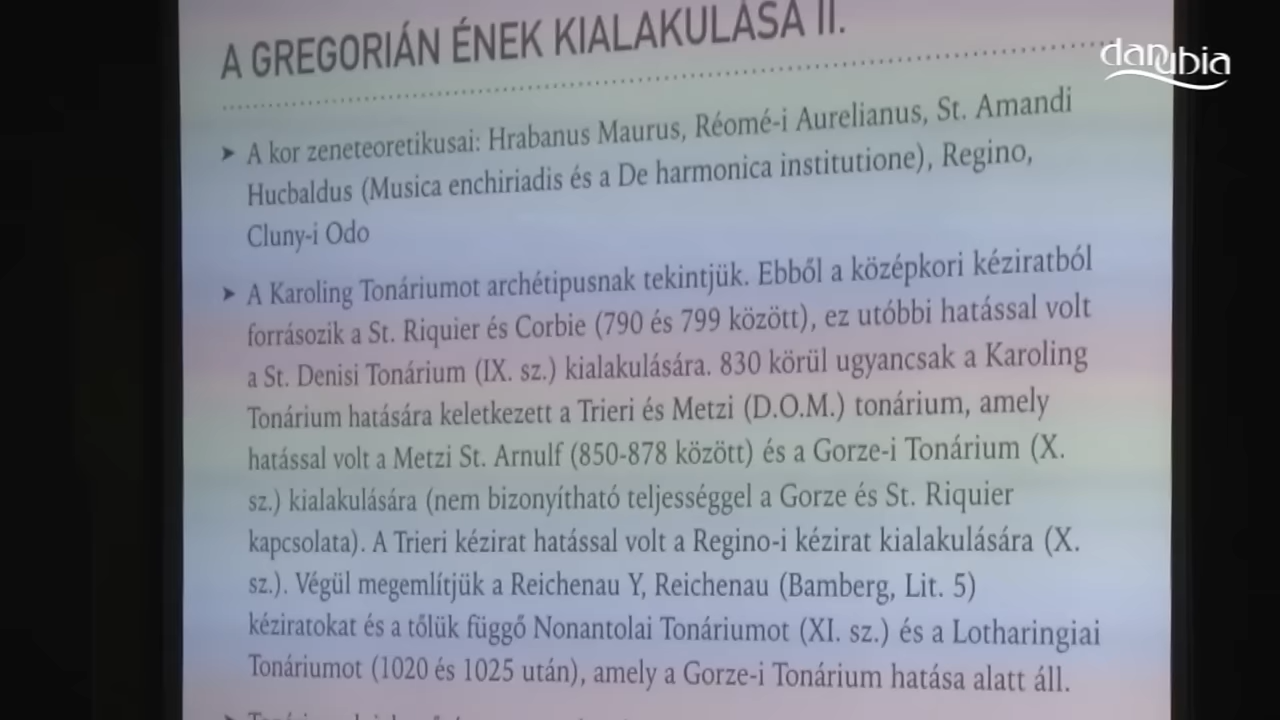 A GREGORIÁN ÉNEK KIALAKULÁSA II.
danubia
➤ A kor zeneteoretikusai: Hrabanus Maurus, Réomé-i Aurelianus, St. Amandi
Hucbaldus (Musica enchiriadis és a De harmonica institutione), Regino,
Cluny-i Odo
➤ A Karoling Tonáriumot archétipusnak tekintjük. Ebből a középkori kéziratból
forrásozik a St. Riquier és Corbie (790 és 799 között), ez utóbbi hatással volt
a St. Denisi Tonárium (IX. sz.) kialakulására. 830 körül ugyancsak a Karoling
Tonárium hatására keletkezett a Trieri és Metzi (D.O.M.) tonárium, amely
hatással volt a Metzi St. Arnulf (850-878 között) és a Gorze-i Tonárium (X.
sz.) kialakulására (nem bizonyítható teljességgel a Gorze és St. Riquier
kapcsolata). A Trieri kézirat hatással volt a Regino-i kézirat kialakulására (X.
sz.). Végül megemlítjük a Reichenau Y, Reichenau (Bamberg, Lit. 5)
kéziratokat és a tőlük függő Nonantolai Tonáriumot (XI. sz.) és a Lotharingiai
Tonáriumot (1020 és 1025 után), amely a Gorze-i Tonárium hatása alatt áll.